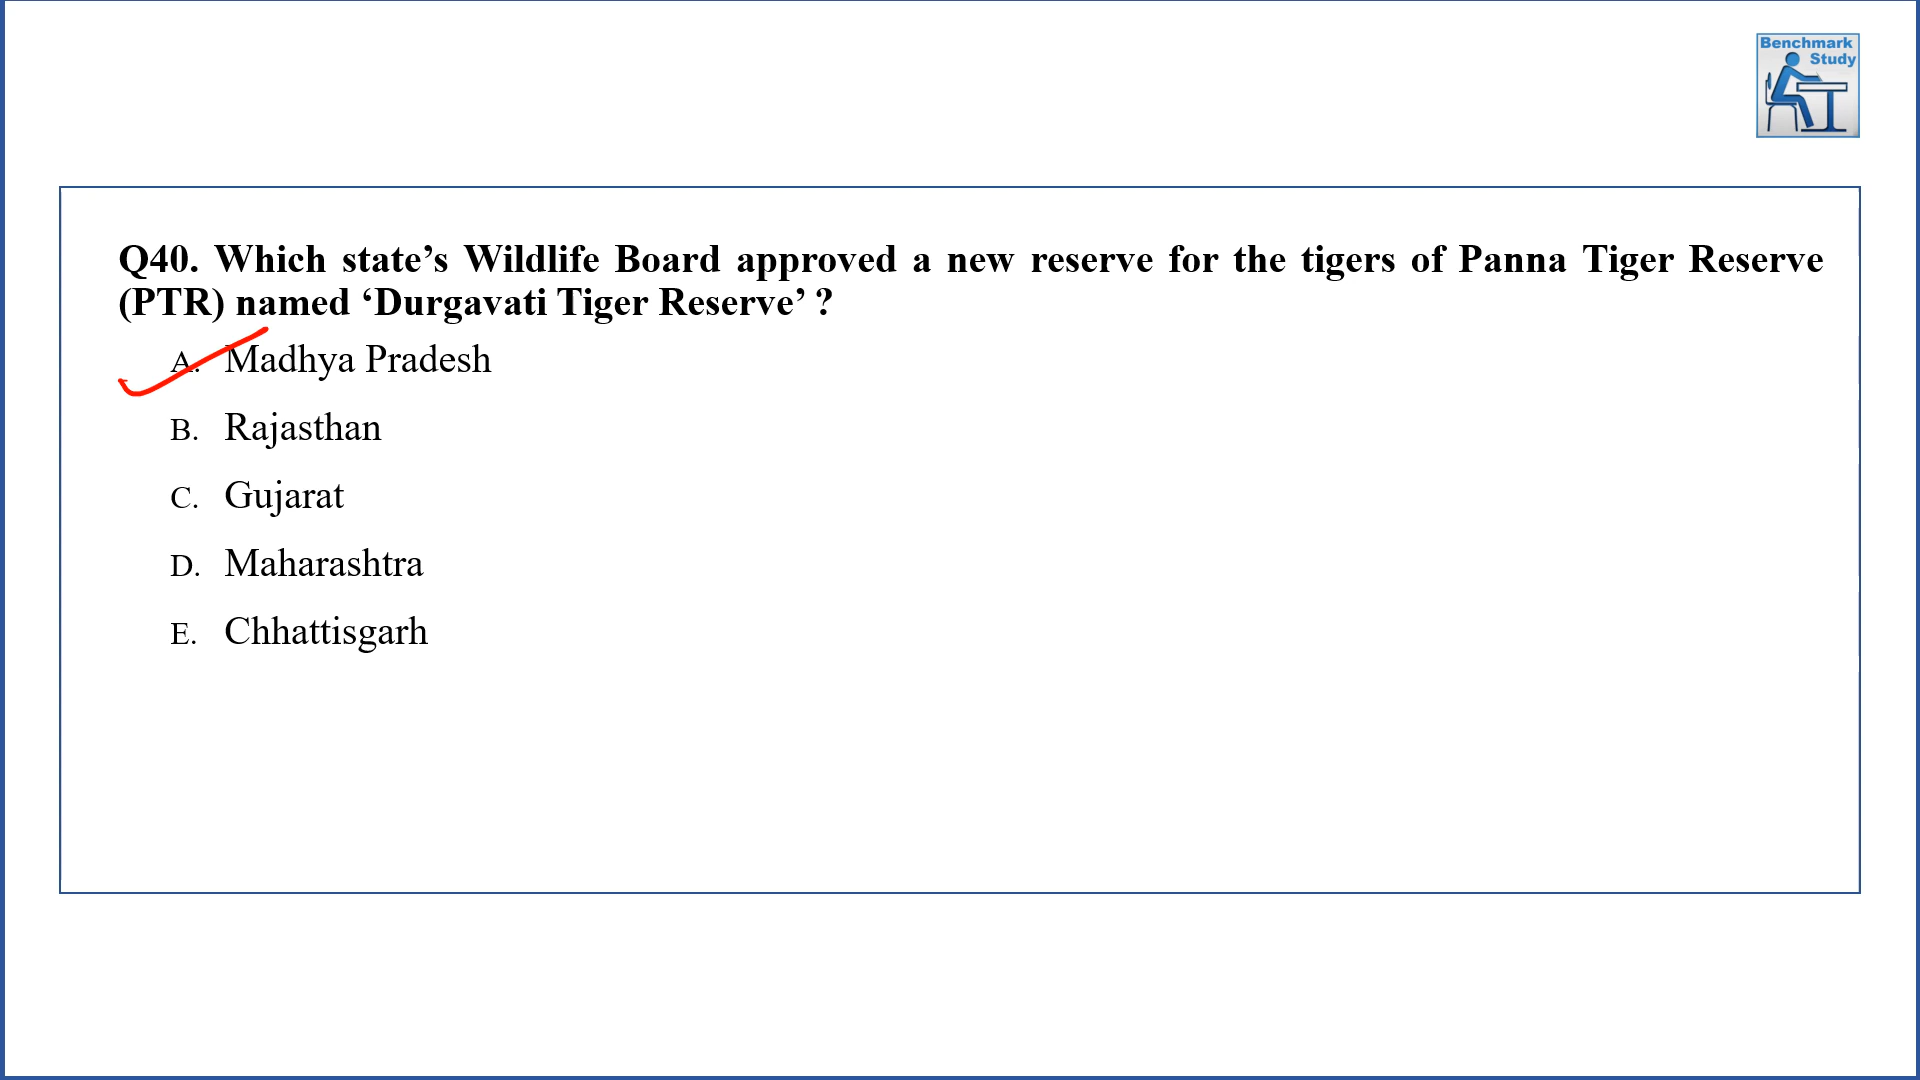 Benchmark
Study
Q40. Which state’s Wildlife Board approved a new reserve for the tigers of Panna Tiger Reserve
(PTR) named ‘Durgavati Tiger Reserve’ ?
A. Madhya Pradesh
B. Rajasthan
C. Gujarat
D. Maharashtra
E. Chhattisgarh